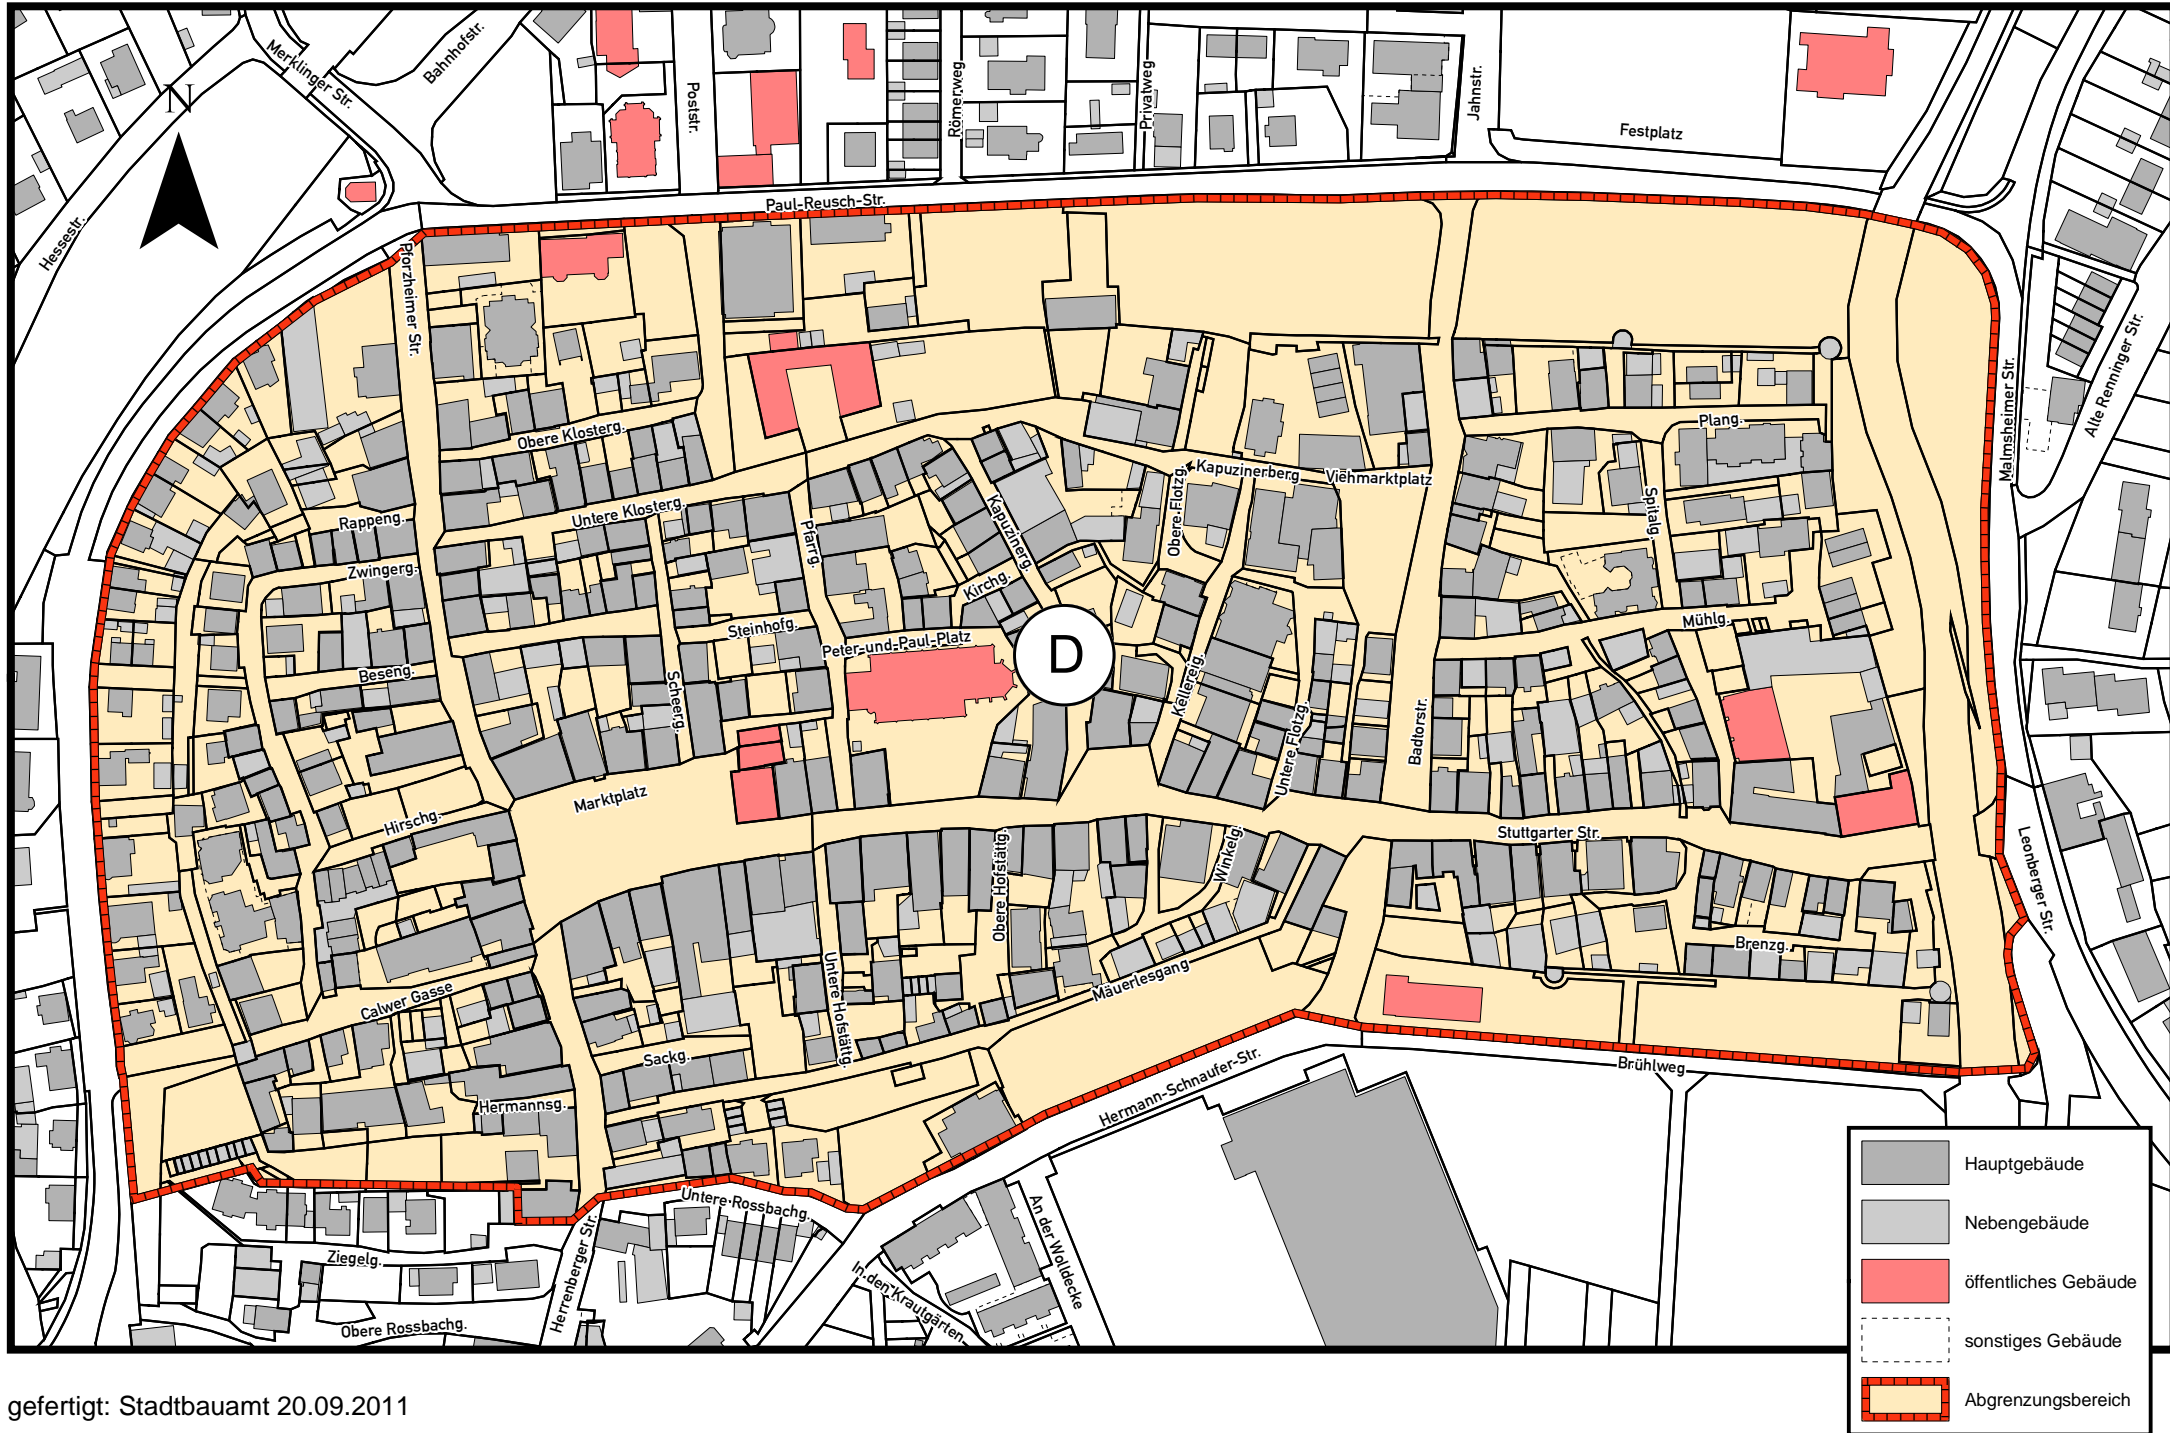 Merklinger Str.
Bahnhofstr.
Poststr.
Römerweg
Privatweg
Jahnstr.
Festplatz
N
Hessestr.
Paul-Reusch-Str.
Pforzheimer Str.
Malmsheimer Str.
Alte Renninger Str.
Obere Klosterg.
Plang.
Rappeng.
Untere Klosterg.
Pfarrg.
Kapuzinerg.
Obere Flotzg.
Kapuzinerberg
Viehmarktplatz
Spitalg.
Zwingerg.
Kirchg.
Steinhofg.
Peter-und-Paul-Platz
D
Mühlg.
Beseng.
Scheerg.
Kellereig.
Untere Flotzg.
Badtorstr.
Marktplatz
Hirschg.
Stuttgarter Str.
Leonberger Str.
Obere Hofstättg.
Winkelg.
Brenzg.
Calwer Gasse
Untere Hofstättg.
Mäuerlesgang
Sackg.
Hermannsg.
Hermann-Schnaufer-Str.
Brühlweg
Untere Rossbachg.
Ziegelg.
Herrenberger Str.
An der Wolldecke
In den Krautgärten
Obere Rossbachg.
Hauptgebäude
Nebengebäude
öffentliches Gebäude
sonstiges Gebäude
Abgrenzungsbereich
gefertigt: Stadtbauamt 20.09.2011